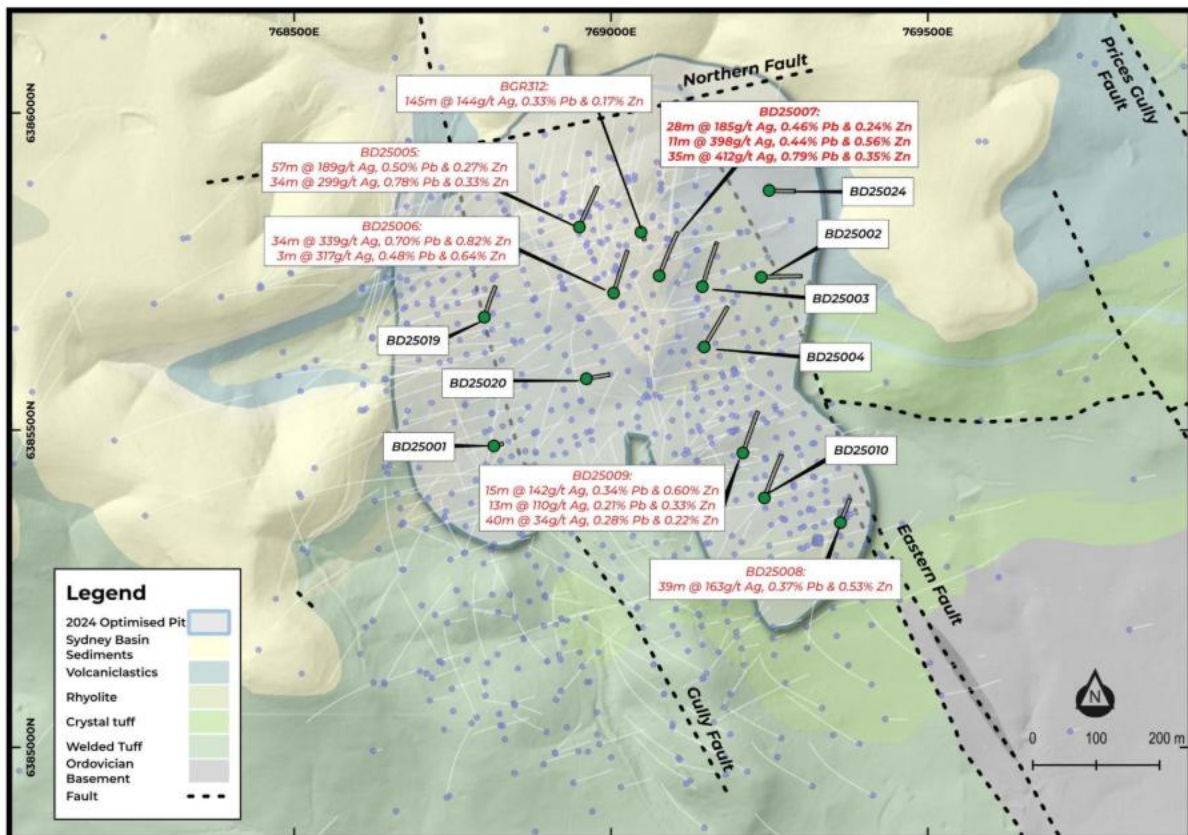 768500E
769000E
769500E
6386000N
6385500N
6385000N
Northern Fault
Prices Gully
Fault
BGR312:
145m @ 144g/t Ag, 0.33% Pb & 0.17% Zn
BD25007:
28m @ 185g/t Ag, 0.46% Pb & 0.24% Zn
11m @ 398g/t Ag, 0.44% Pb & 0.56% Zn
35m @ 412g/t Ag, 0.79% Pb & 0.35% Zn
BD25005:
57m @ 189g/t Ag, 0.50% Pb & 0.27% Zn
34m @ 299g/t Ag, 0.78% Pb & 0.33% Zn
BD25024
BD25006:
34m @ 339g/t Ag, 0.70% Pb & 0.82% Zn
3m @ 317g/t Ag, 0.48% Pb & 0.64% Zn
BD25002
BD25003
BD25019
BD25004
BD25020
BD25001
BD25010
BD25009:
15m @ 142g/t Ag, 0.34% Pb & 0.60% Zn
13m @ 110g/t Ag, 0.21% Pb & 0.33% Zn
40m @ 34g/t Ag, 0.28% Pb & 0.22% Zn
BD25008:
39m @ 163g/t Ag, 0.37% Pb & 0.53% Zn
Eastern Fault
Gully Fault
Legend
2024 Optimised Pit
Sydney Basin
Sediments
Volcaniclastics
Rhyolite
Crystal tuff
Welded Tuff
Ordovician
Basement
Fault
N
0 100 200 m